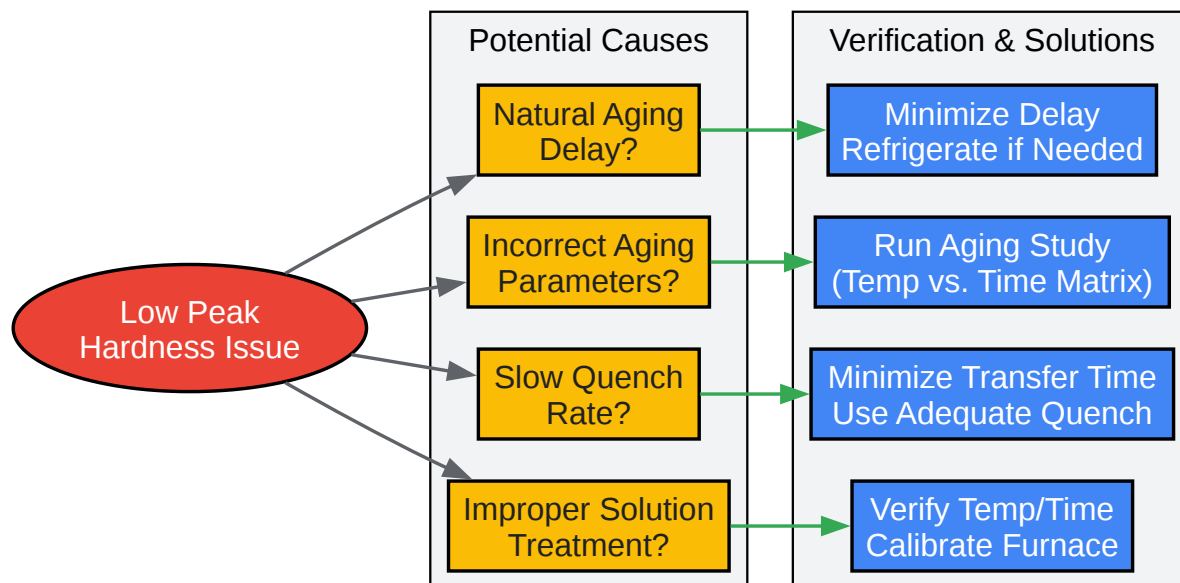 Potential Causes
Verification & Solutions
Low Peak
Hardness Issue
Natural Aging
Delay?
Minimize Delay
Refrigerate if Needed
Incorrect Aging
Parameters?
Run Aging Study
(Temp vs. Time Matrix)
Slow Quench
Rate?
Minimize Transfer Time
Use Adequate Quench
Improper Solution
Treatment?
Verify Temp/Time
Calibrate Furnace